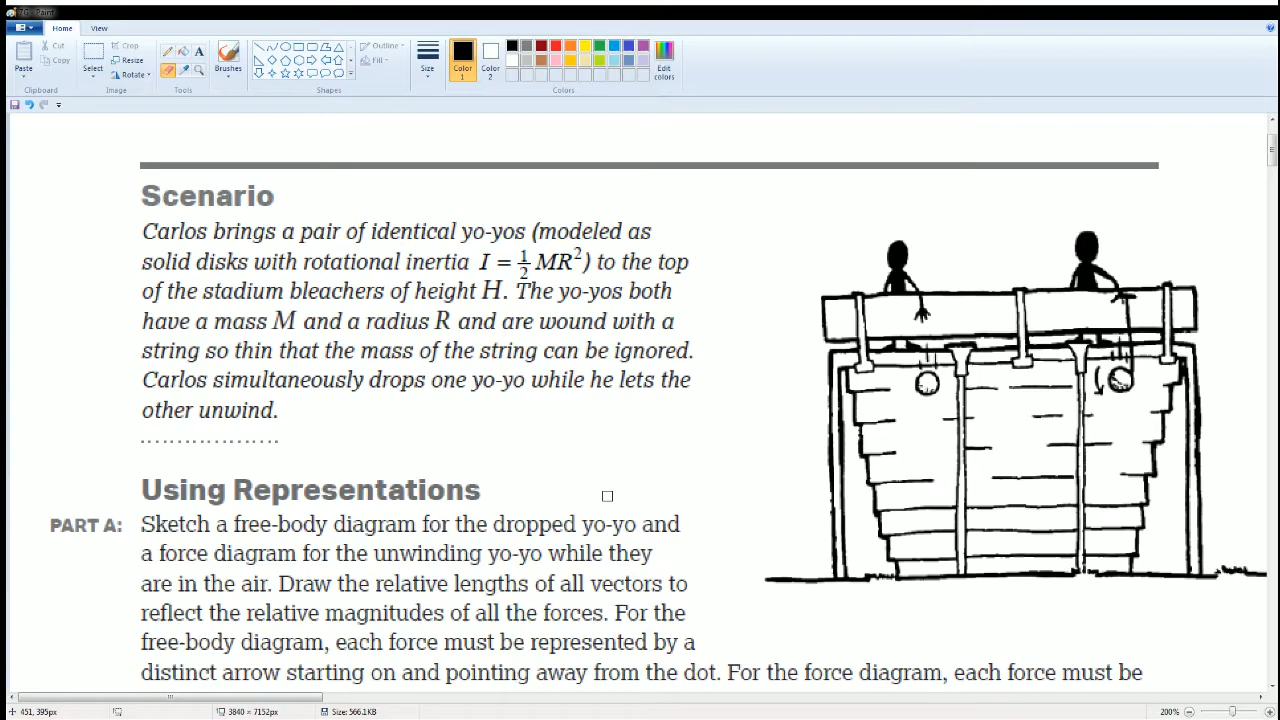 7G - Paint
Home View
Paste
Cut
Copy
Clipboard
Select
Crop
Resize
Rotate
Image
A
Tools
Brushes
Outline
Fill
Shapes
Size
Color 1
Color 2
Edit colors
Colors
Scenario
Carlos brings a pair of identical yo-yos (modeled as
solid disks with rotational inertia I = 1/2 MR²) to the top
of the stadium bleachers of height H. The yo-yos both
have a mass M and a radius R and are wound with a
string so thin that the mass of the string can be ignored.
Carlos simultaneously drops one yo-yo while he lets the
other unwind.
Using Representations
PART A: Sketch a free-body diagram for the dropped yo-yo and
a force diagram for the unwinding yo-yo while they
are in the air. Draw the relative lengths of all vectors to
reflect the relative magnitudes of all the forces. For the
free-body diagram, each force must be represented by a
distinct arrow starting on and pointing away from the dot. For the force diagram, each force must be
451, 395px 3840 × 7152px Size: 566.1KB 200%